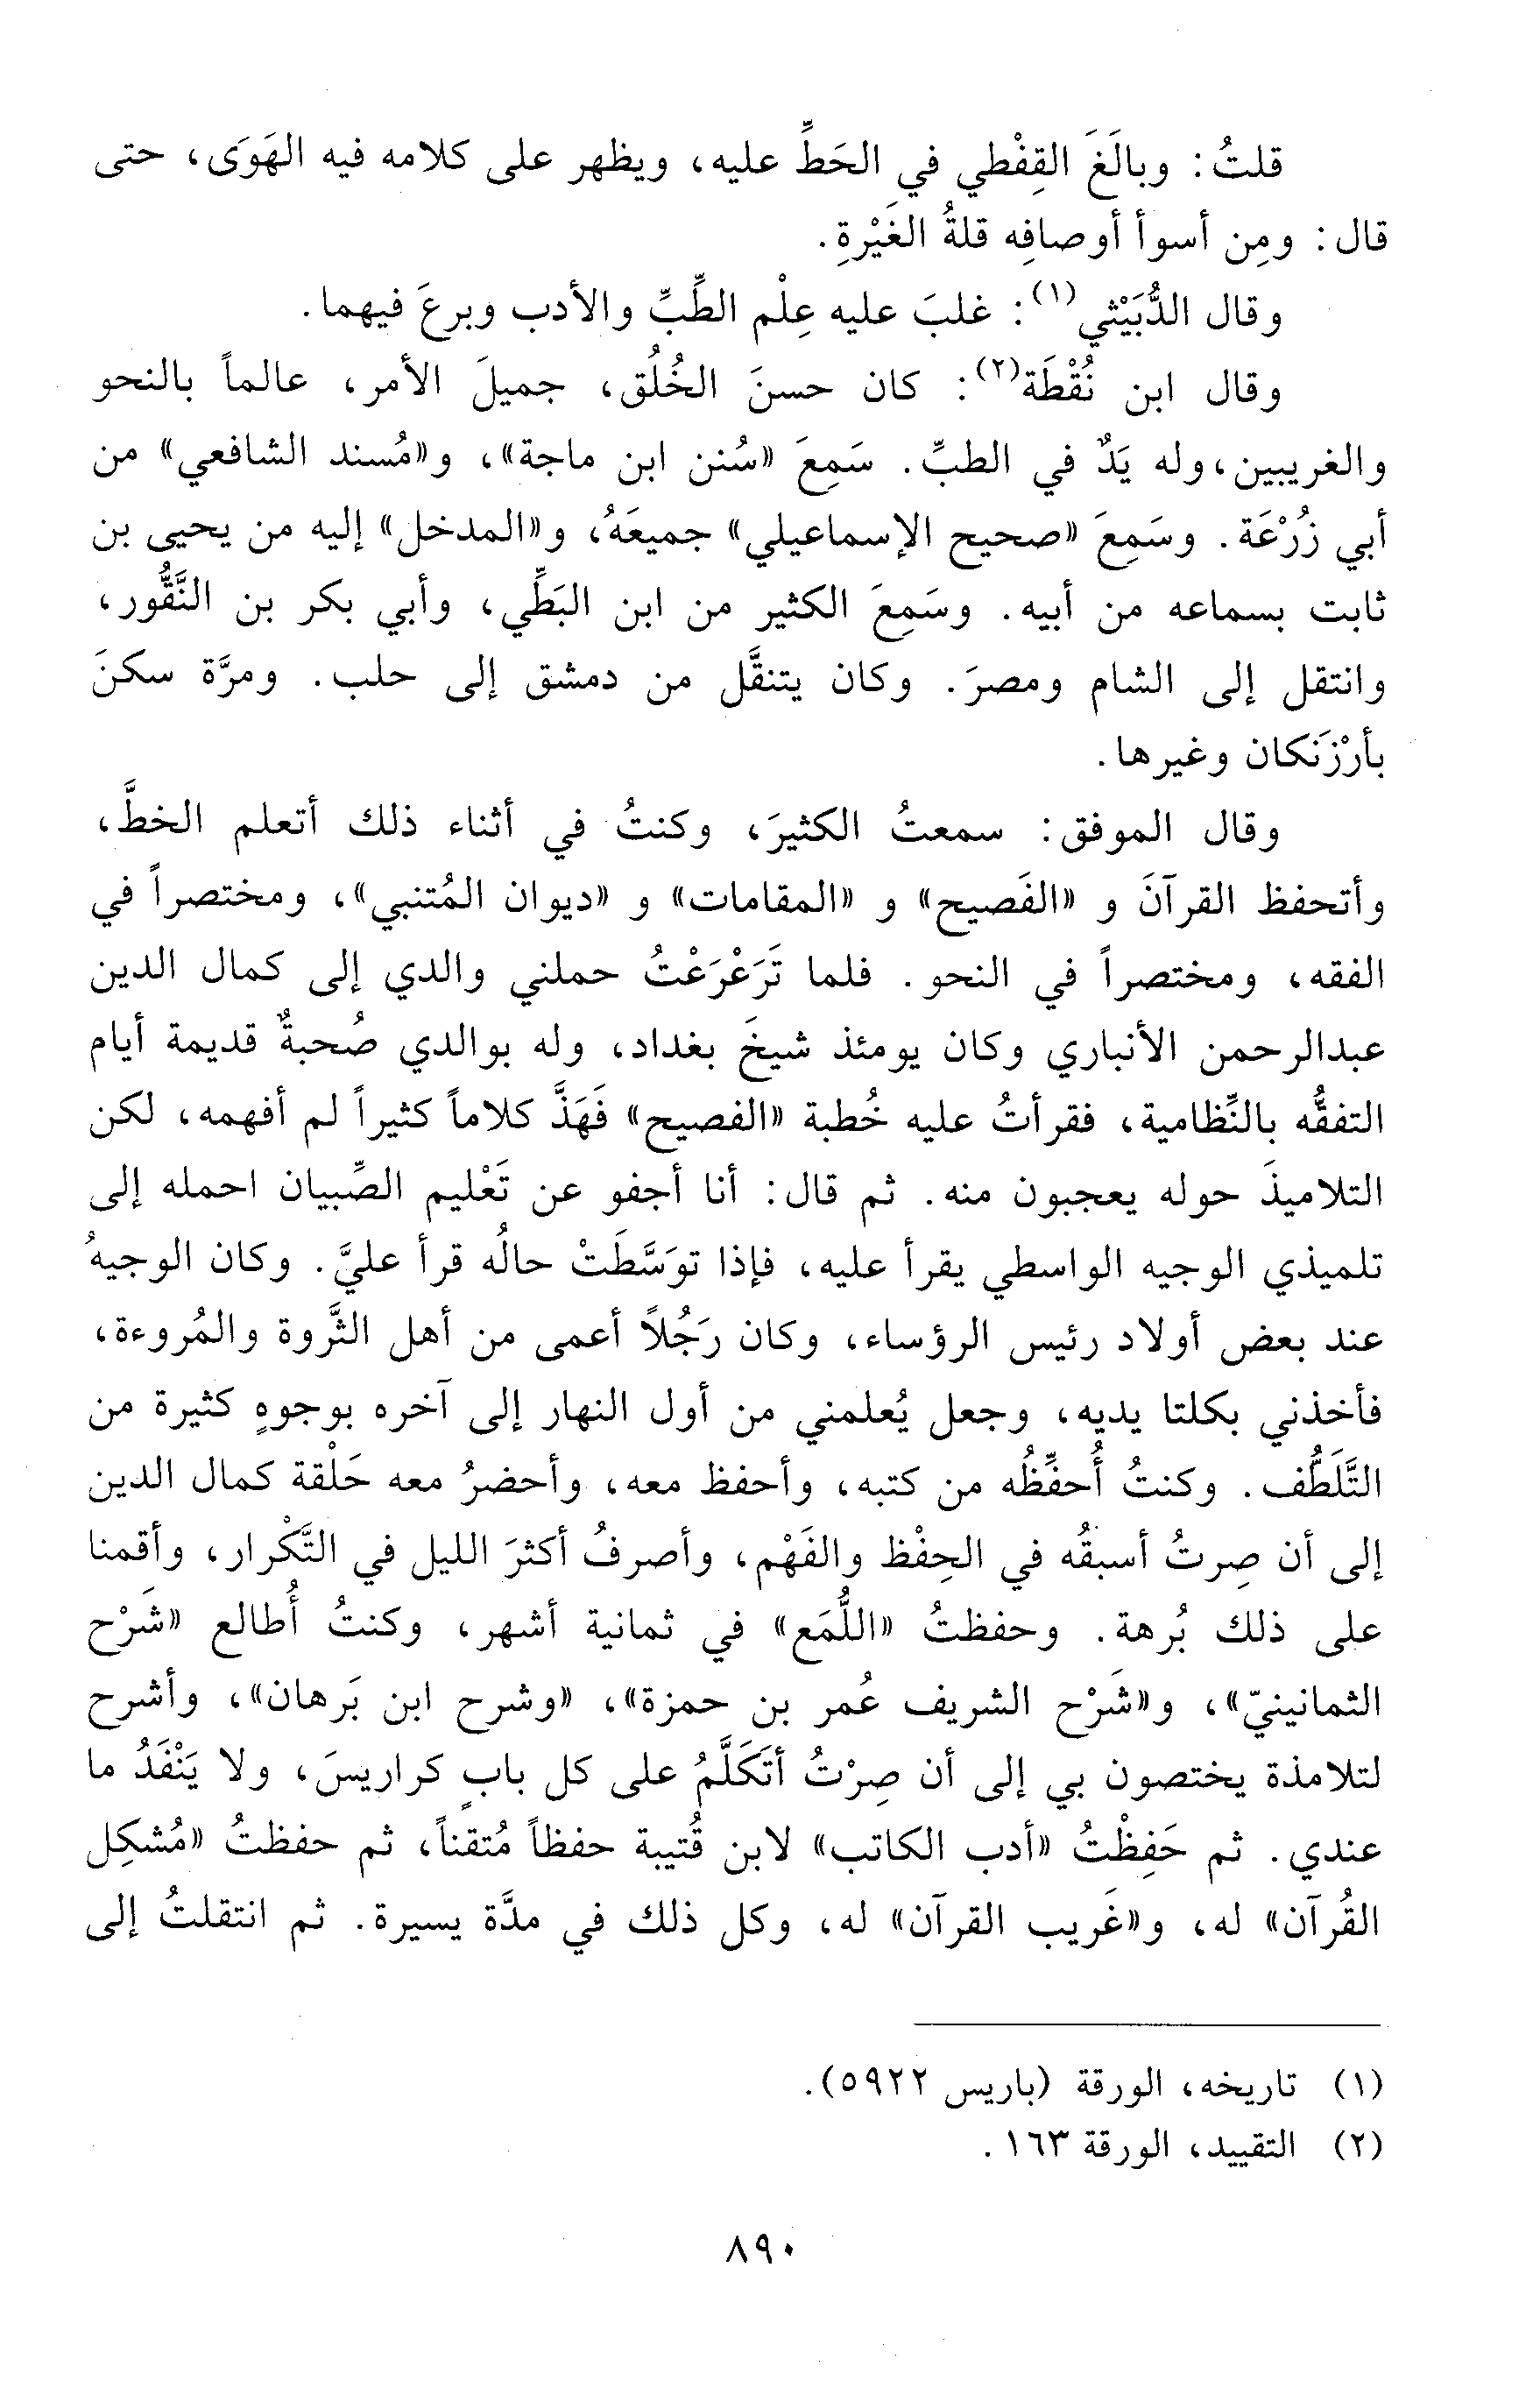 قلتُ: وبالَغَ القِفْطي في الحَطِّ عليه، ويظهر على كلامه فيه الهَوَى، حتى
قال: ومِن أسوأ أوصافِه قلةُ الغَيْرةِ.
وقال الدُّبَيْثي(١): غلبَ عليه عِلْم الطِّبِّ والأدب وبرعَ فيهما.
وقال ابن نُقْطَة(٢): كان حسنَ الخُلُق، جميلَ الأمر، عالماً بالنحو
والغريبين،وله يَدٌ في الطبِّ. سَمِعَ «سُنن ابن ماجة»، و«مُسند الشافعي» من
أبي زُرْعَة. وسَمِعَ «صحيح الإسماعيلي» جميعَهُ، و«المدخل» إليه من يحيى بن
ثابت بسماعه من أبيه. وسَمِعَ الكثير من ابن البَطِّي، وأبي بكر بن النَّقُّور،
وانتقل إلى الشام ومصرَ. وكان يتنقَّل من دمشق إلى حلب. ومرَّة سكنَ
بأرْزَنكان وغيرها.
وقال الموفق: سمعتُ الكثيرَ، وكنتُ في أثناء ذلك أتعلم الخطَّ،
وأتحفظ القرآنَ و «الفَصيح» و «المقامات» و «ديوان المُتنبي»، ومختصراً في
الفقه، ومختصراً في النحو. فلما تَرَعْرَعْتُ حملني والدي إلى كمال الدين
عبدالرحمن الأنباري وكان يومئذ شيخَ بغداد، وله بوالدي صُحبةٌ قديمة أيام
التفقُّه بالنِّظامية، فقرأتُ عليه خُطبة «الفصيح» فَهَذَّ كلاماً كثيراً لم أفهمه، لكن
التلاميذَ حوله يعجبون منه. ثم قال: أنا أجفو عن تَعْليم الصِّبيان احمله إلى
تلميذي الوجيه الواسطي يقرأ عليه، فإذا توَسَّطَتْ حالُه قرأ عليَّ. وكان الوجيهُ
عند بعض أولاد رئيس الرؤساء، وكان رَجُلاً أعمى من أهل الثَّروة والمُروءة،
فأخذني بكلتا يديه، وجعل يُعلمني من أول النهار إلى آخره بوجوهٍ كثيرة من
التَّلَطُّف. وكنتُ أُحفِّظُه من كتبه، وأحفظ معه، وأحضرُ معه حَلْقة كمال الدين
إلى أن صِرتُ أسبقُه في الحِفْظ والفَهْم، وأصرفُ أكثرَ الليل في التَّكْرار، وأقمنا
على ذلك بُرهة. وحفظتُ «اللُّمَع» في ثمانية أشهر، وكنتُ أُطالع «شَرْح
الثمانينيّ»، و«شَرْح الشريف عُمر بن حمزة»، «وشرح ابن بَرهان»، وأشرح
لتلامذة يختصون بي إلى أن صِرْتُ أتَكَلَّمُ على كل بابٍ كراريسَ، ولا يَنْفَدُ ما
عندي. ثم حَفِظْتُ «أدب الكاتب» لابن قُتيبة حفظاً مُتقناً، ثم حفظتُ «مُشكِل
القُرآن» له، و«غَريب القرآن» له، وكل ذلك في مدَّة يسيرة. ثم انتقلتُ إلى
(١) تاريخه، الورقة (باريس ٥٩٢٢).
(٢) التقييد، الورقة ١٦٣.
٨٩٠